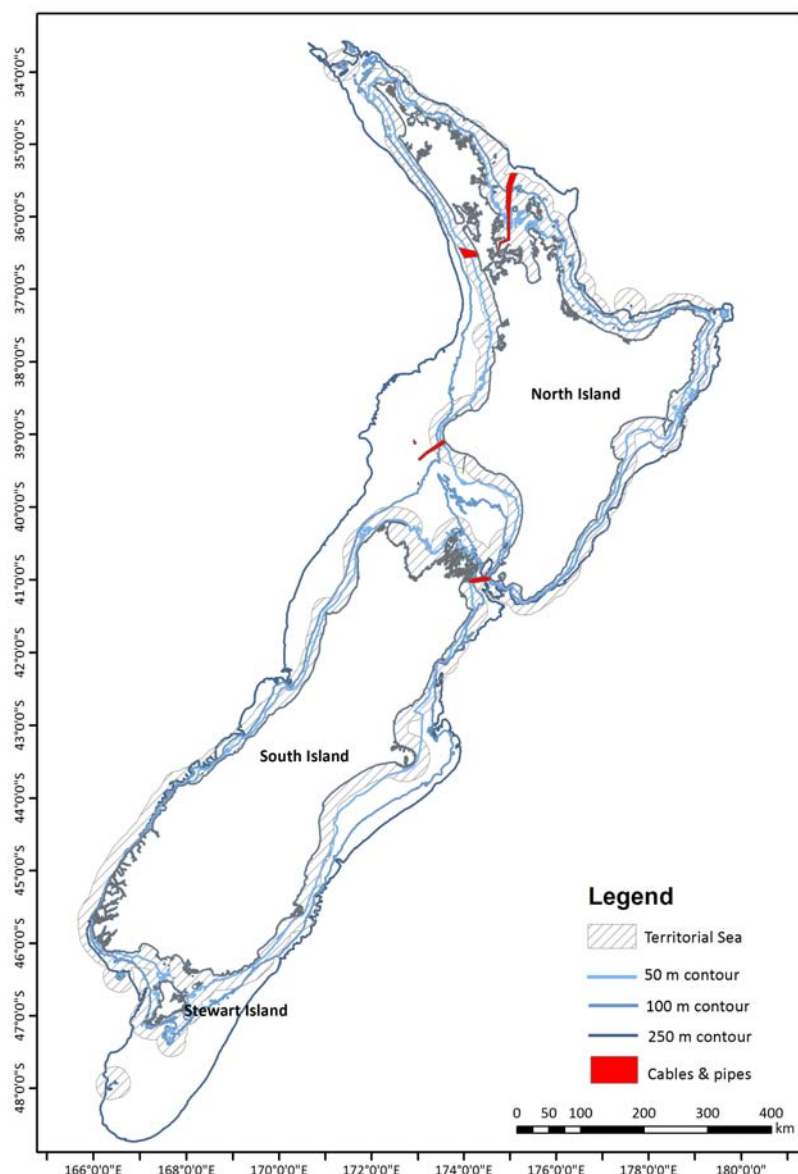 34°0'0"S
35°0'0"S
36°0'0"S
37°0'0"S
38°0'0"S
39°0'0"S
40°0'0"S
41°0'0"S
42°0'0"S
43°0'0"S
44°0'0"S
45°0'0"S
46°0'0"S
47°0'0"S
48°0'0"S
North Island
South Island
Stewart Island
Legend
Territorial Sea
50 m contour
100 m contour
250 m contour
Cables & pipes
0 50 100 200 300 400
km
166°0'0"E 168°0'0"E 170°0'0"E 172°0'0"E 174°0'0"E 176°0'0"E 178°0'0"E 180°0'0"